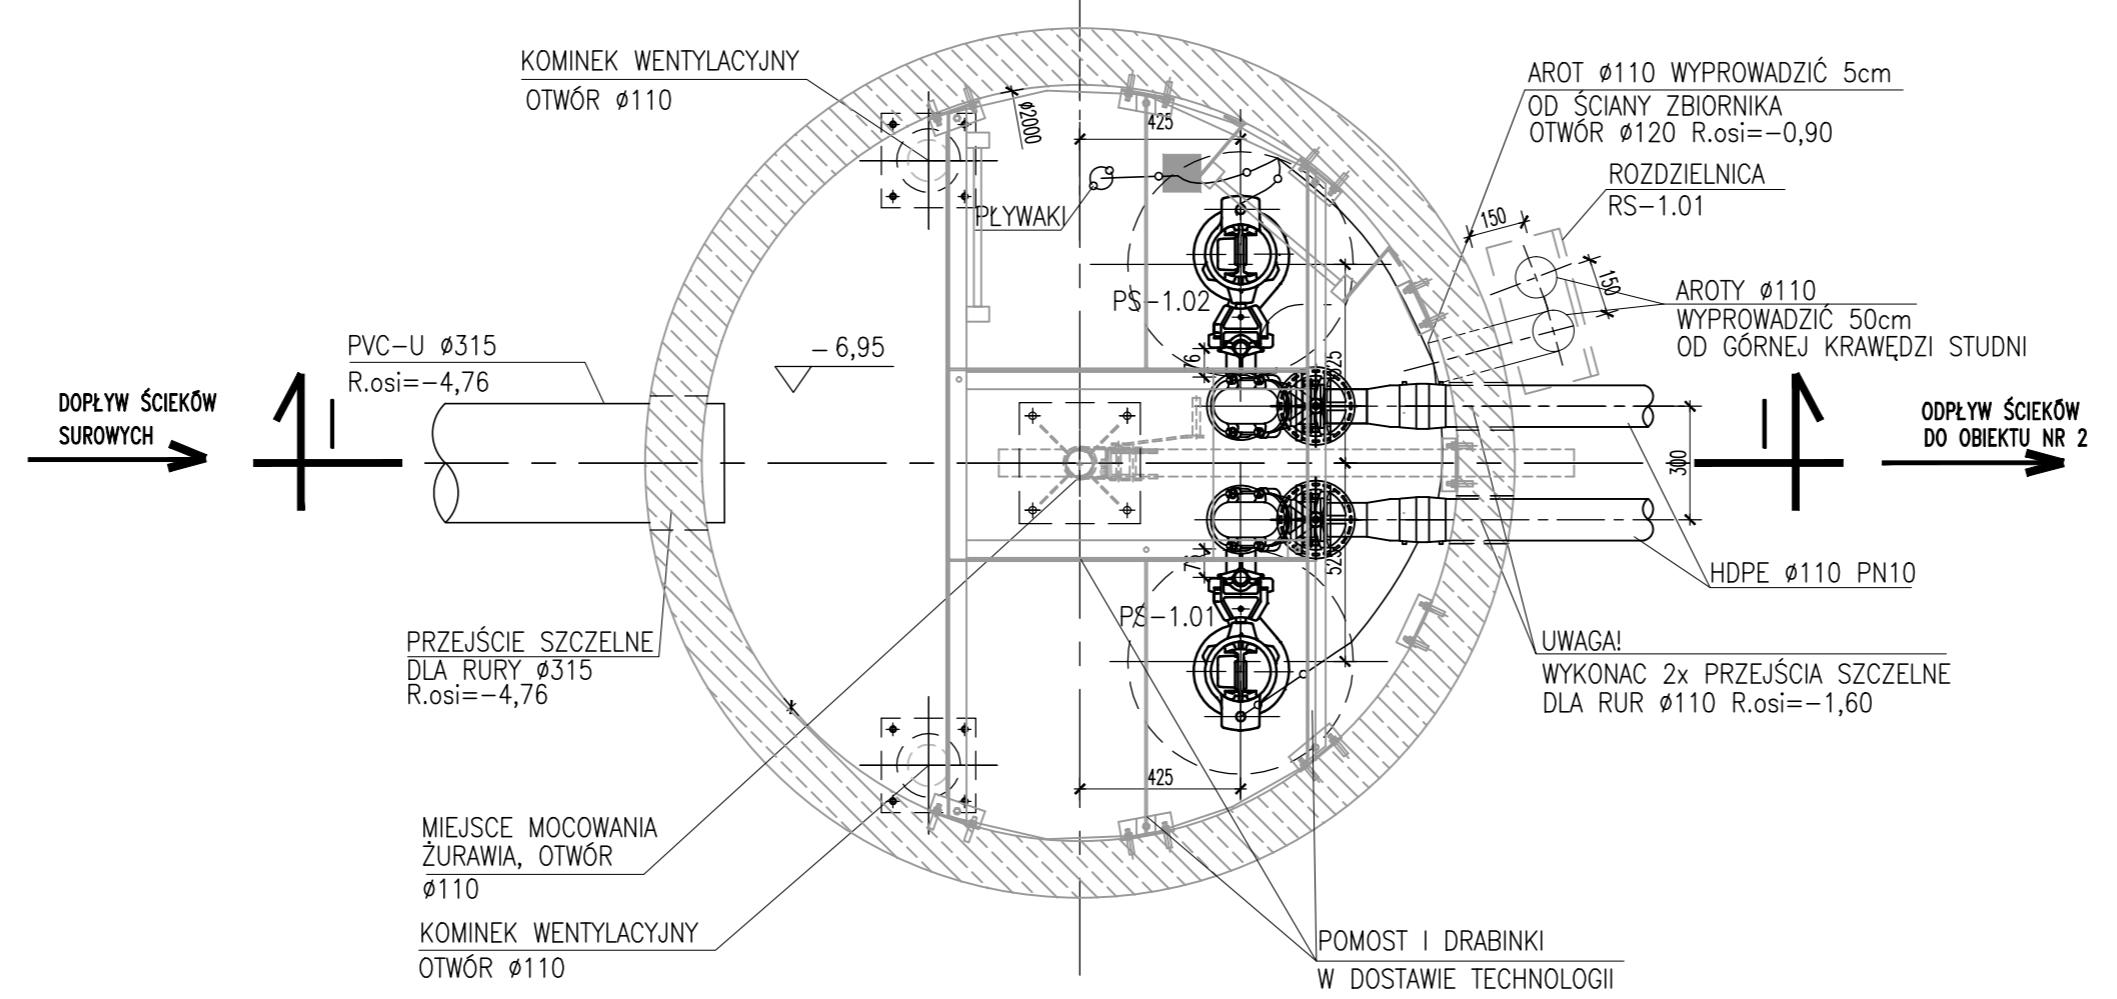 KOMINEK WENTYLACYJNY
OTWÓR ø110
ø2000
425
AROT ø110 WYPROWADZIĆ 5cm
OD ŚCIANY ZBIORNIKA
OTWÓR ø120 R.osi=-0,90
ROZDZIELNICA
RS-1.01
150
150
PŁYWAKI
PS-1.02
AROTY ø110
WYPROWADZIĆ 50cm
OD GÓRNEJ KRAWĘDZI STUDNI
PVC-U ø315
R.osi=-4,76
- 6,95
DOPŁYW ŚCIEKÓW
SUROWYCH
ODPŁYW ŚCIEKÓW
DO OBIEKTU NR 2
300
HDPE ø110 PN10
PS-1.01
PRZEJŚCIE SZCZELNE
DLA RURY ø315
R.osi=-4,76
UWAGA!
WYKONAC 2x PRZEJŚCIA SZCZELNE
DLA RUR ø110 R.osi=-1,60
425
MIEJSCE MOCOWANIA
ŻURAWIA, OTWÓR
ø110
KOMINEK WENTYLACYJNY
OTWÓR ø110
POMOST I DRABINKI
W DOSTAWIE TECHNOLOGII